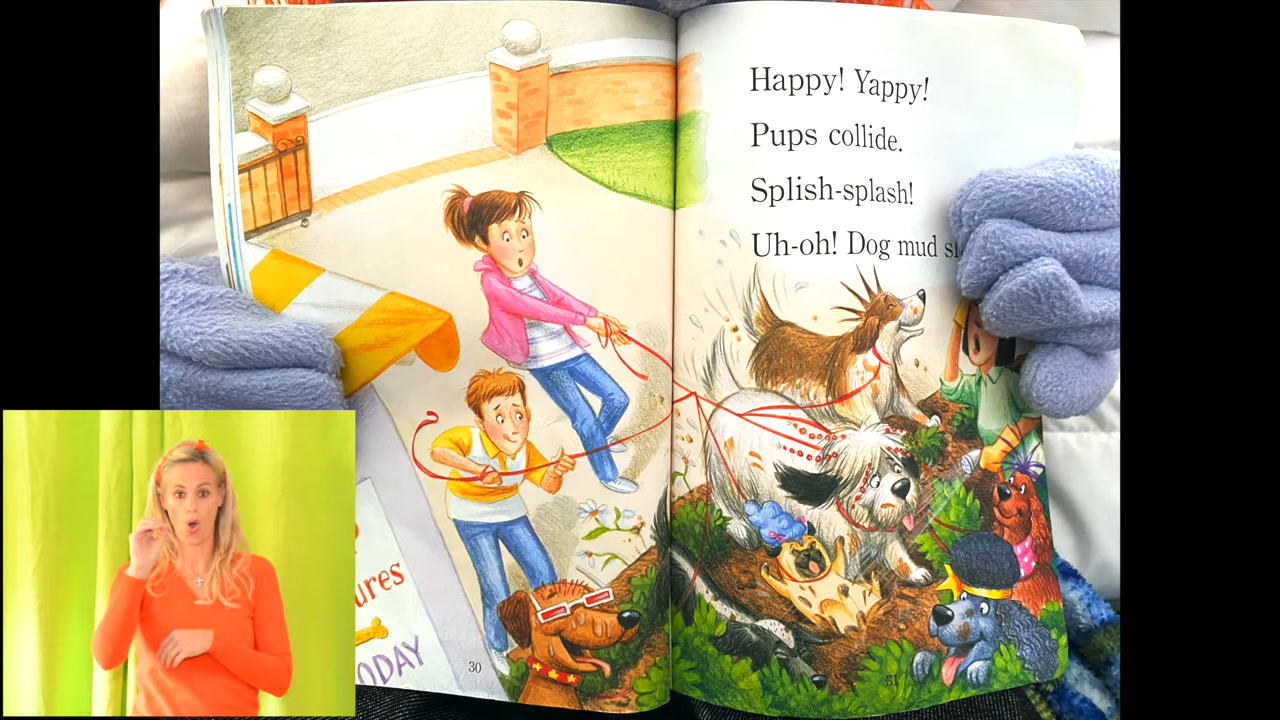 Happy! Yappy!
Pups collide.
Splish-splash!
Uh-oh! Dog mud
30
31